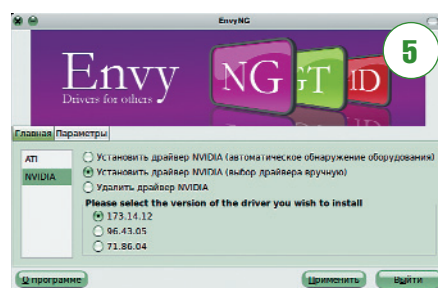 EnvyNG
5
Envy
Drivers for others
NG
GT
Главная Параметры
ATI
NVIDIA
Установить драйвер NVIDIA (автоматическое обнаружение оборудования)
Установить драйвер NVIDIA (выбор драйвера вручную)
Удалить драйвер NVIDIA
Please select the version of the driver you wish to install
173.14.12
96.43.05
71.86.04
О программе
Применить
Выйти